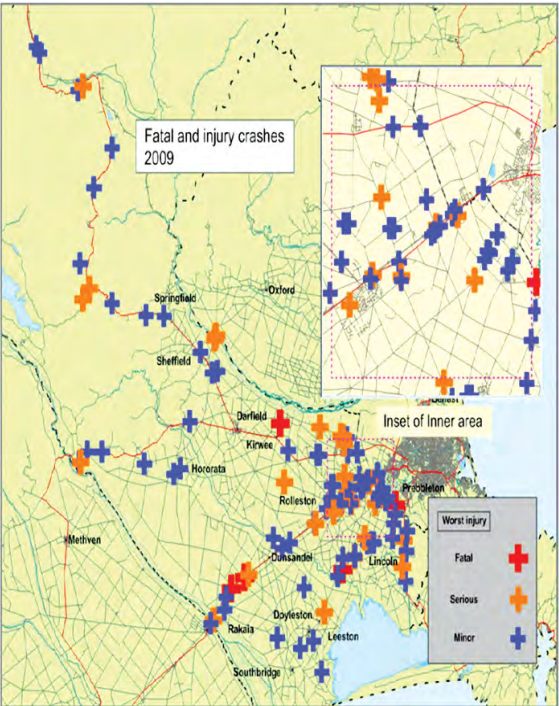 Fatal and injury crashes
2009
Springfield
Oxford
Sheffield
Darfield
Kirwee
Inset of Inner area
Hororata
Rolleston
Prebbleton
Methven
Dunsandel
Lincoln
Worst injury
Fatal
Serious
Minor
Doyleston
Rakaia
Leeston
Southbridge